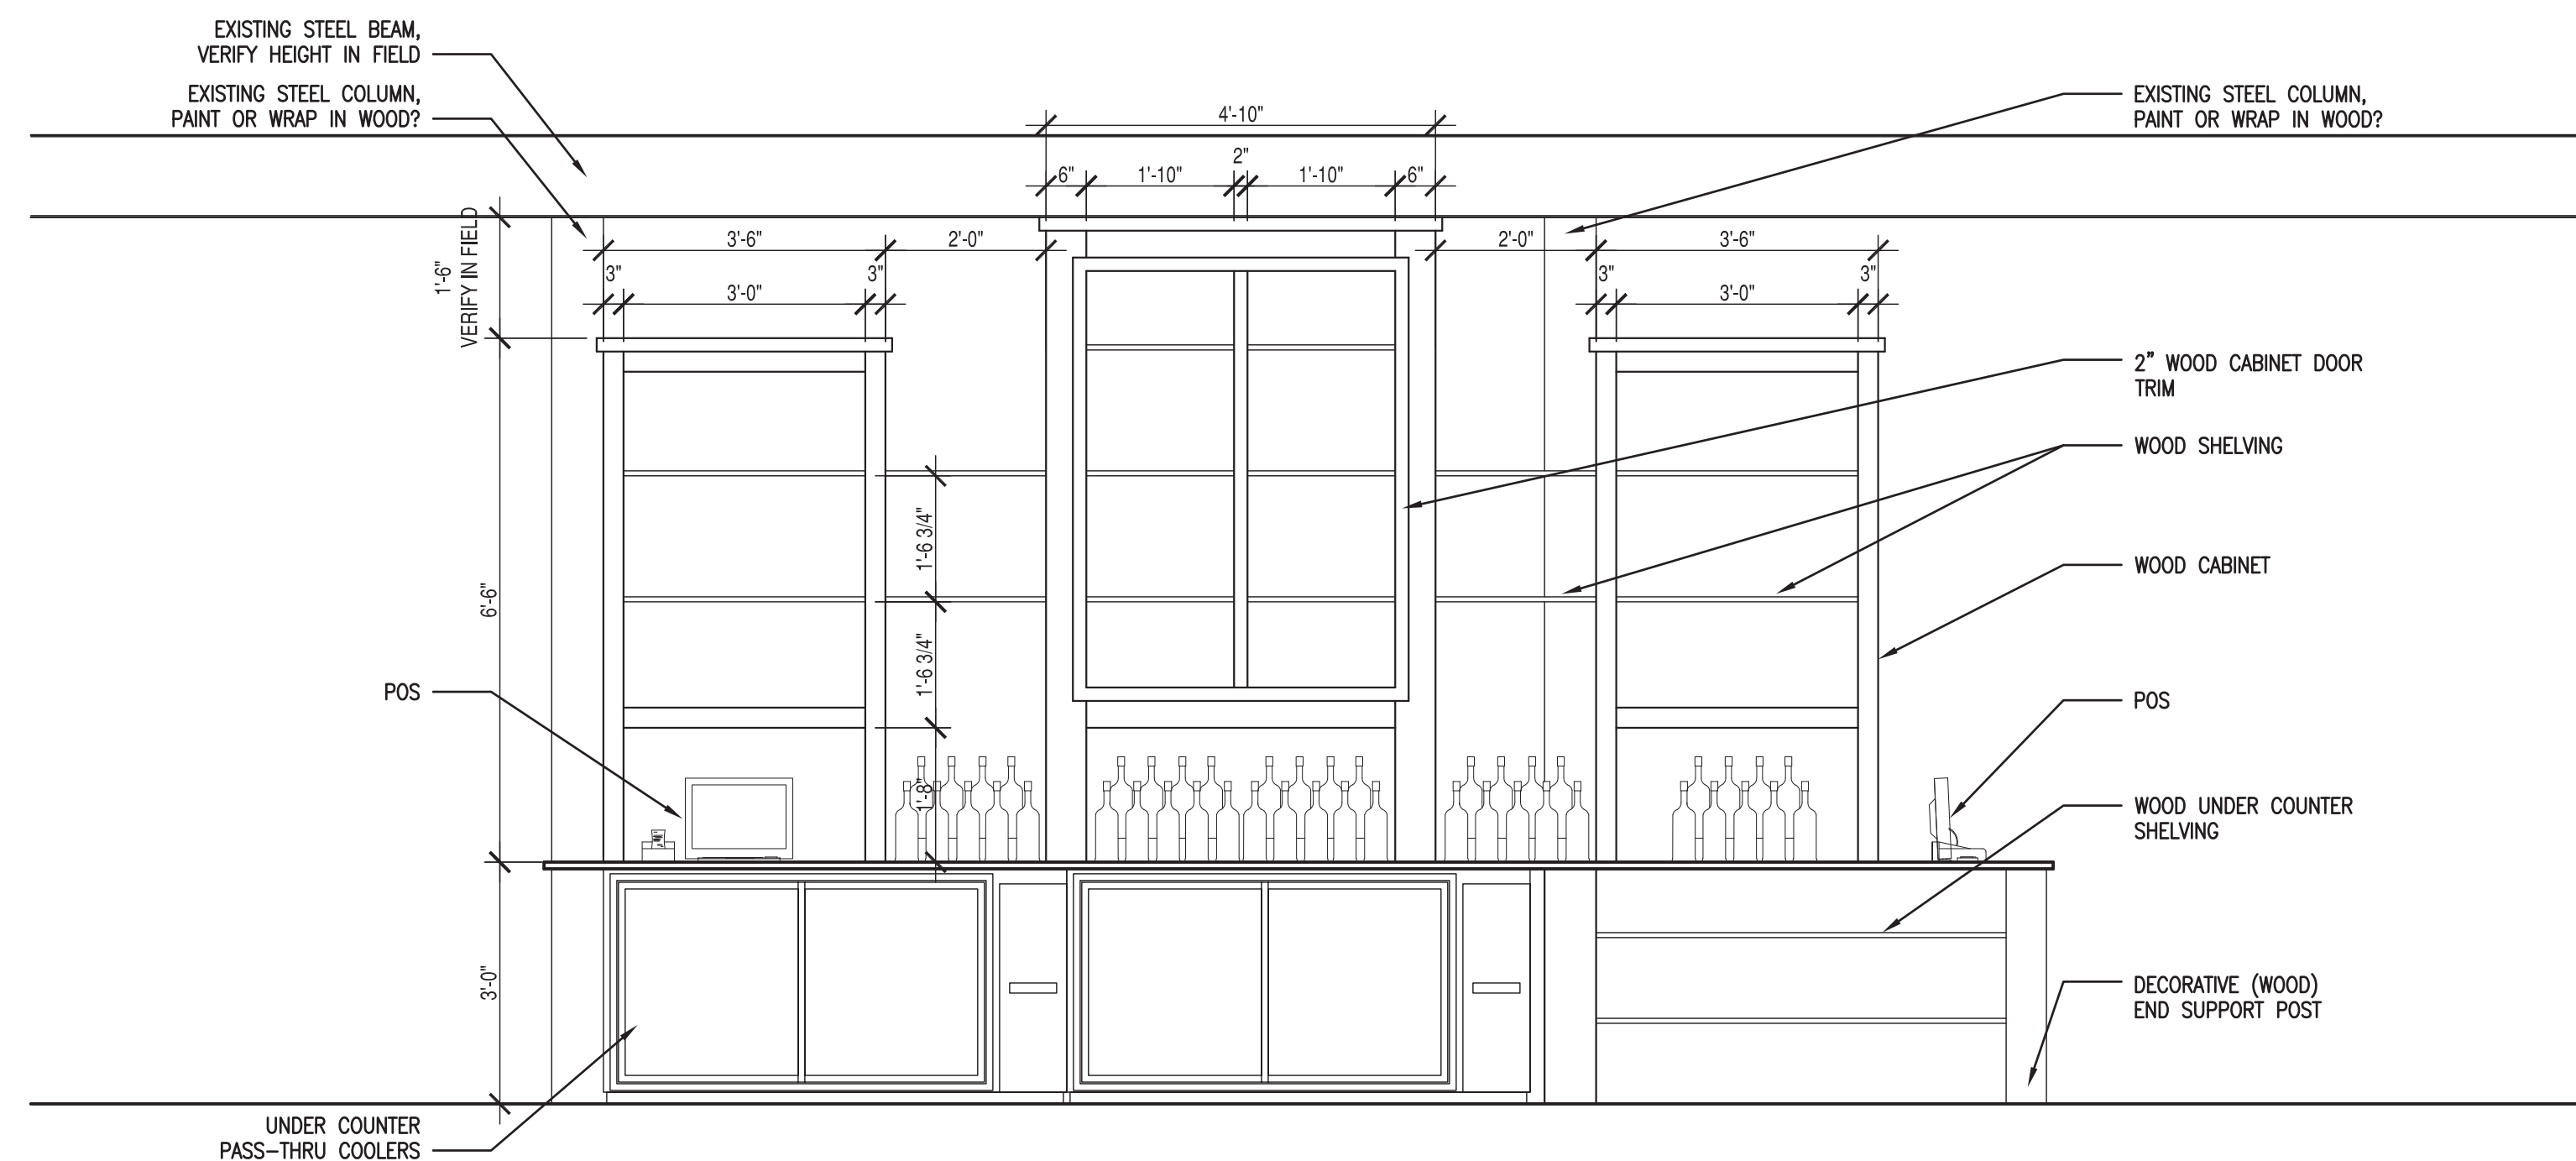 EXISTING STEEL BEAM,
VERIFY HEIGHT IN FIELD
EXISTING STEEL COLUMN,
PAINT OR WRAP IN WOOD?
EXISTING STEEL COLUMN,
PAINT OR WRAP IN WOOD?
4'-10"
2"
6" 1'-10" 1'-10" 6"
3'-6" 2'-0" 2'-0" 3'-6"
3" 3" 3" 3"
3'-0" 3'-0"
1'-6"
VERIFY IN FIELD
2” WOOD CABINET DOOR
TRIM
WOOD SHELVING
1'-6 3/4"
WOOD CABINET
6'-6"
1'-6 3/4"
POS
POS
1'-8"
WOOD UNDER COUNTER
SHELVING
3'-0"
DECORATIVE (WOOD)
END SUPPORT POST
UNDER COUNTER
PASS-THRU COOLERS